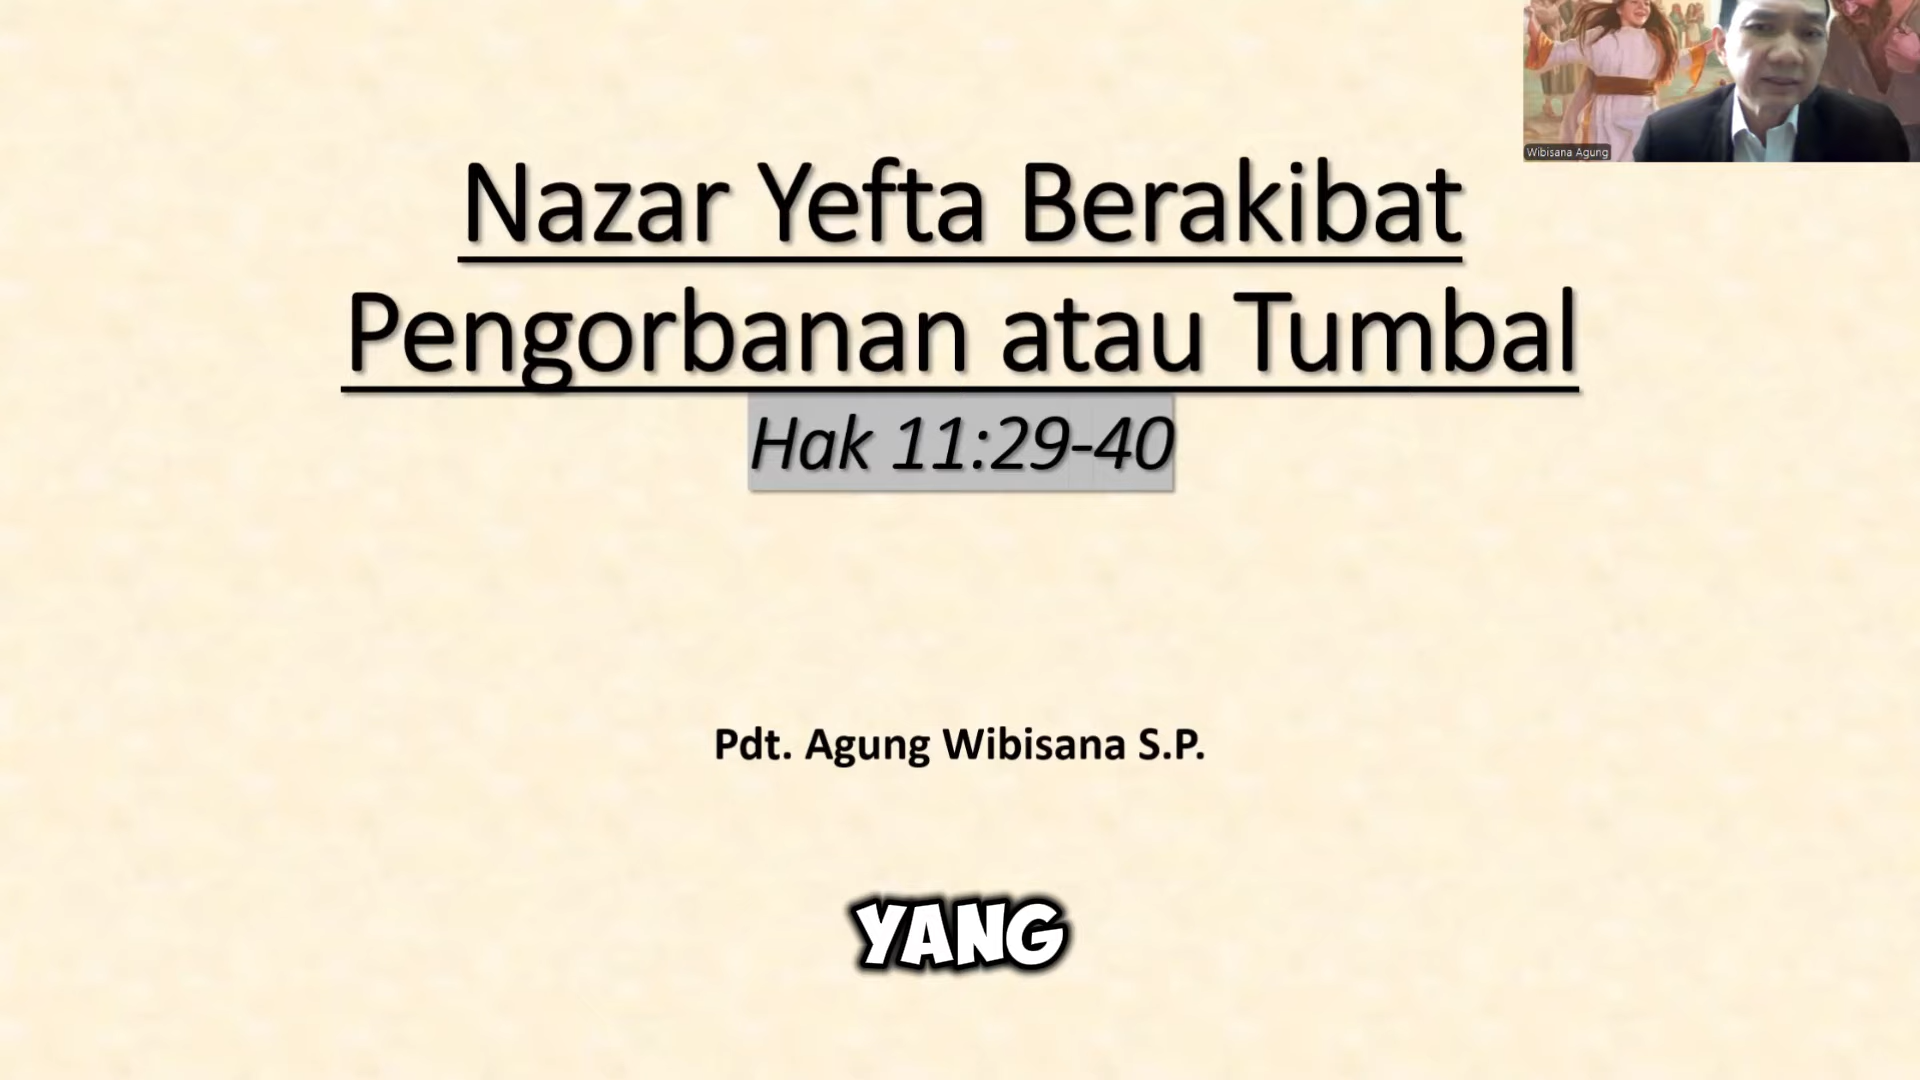 Wibisana Agung
Nazar Yefta Berakibat
Pengorbanan atau Tumbal
Hak 11:29-40
Pdt. Agung Wibisana S.P.
YANG